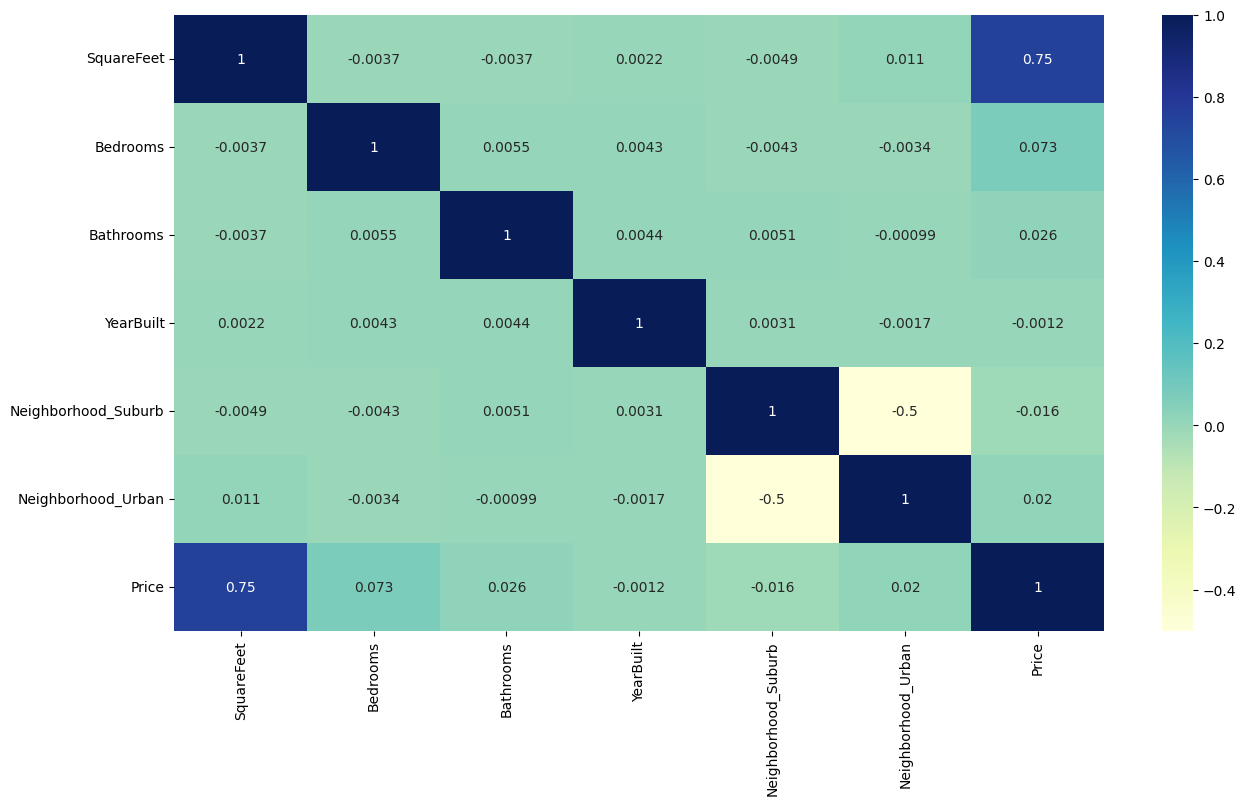 SquareFeet 1 -0.0037 -0.0037 0.0022 -0.0049 0.011 0.75
Bedrooms -0.0037 1 0.0055 0.0043 -0.0043 -0.0034 0.073
Bathrooms -0.0037 0.0055 1 0.0044 0.0051 -0.00099 0.026
YearBuilt 0.0022 0.0043 0.0044 1 0.0031 -0.0017 -0.0012
Neighborhood_Suburb -0.0049 -0.0043 0.0051 0.0031 1 -0.5 -0.016
Neighborhood_Urban 0.011 -0.0034 -0.00099 -0.0017 -0.5 1 0.02
Price 0.75 0.073 0.026 -0.0012 -0.016 0.02 1
SquareFeet
Bedrooms
Bathrooms
YearBuilt
Neighborhood_Suburb
Neighborhood_Urban
Price
1.0
0.8
0.6
0.4
0.2
0.0
−0.2
−0.4